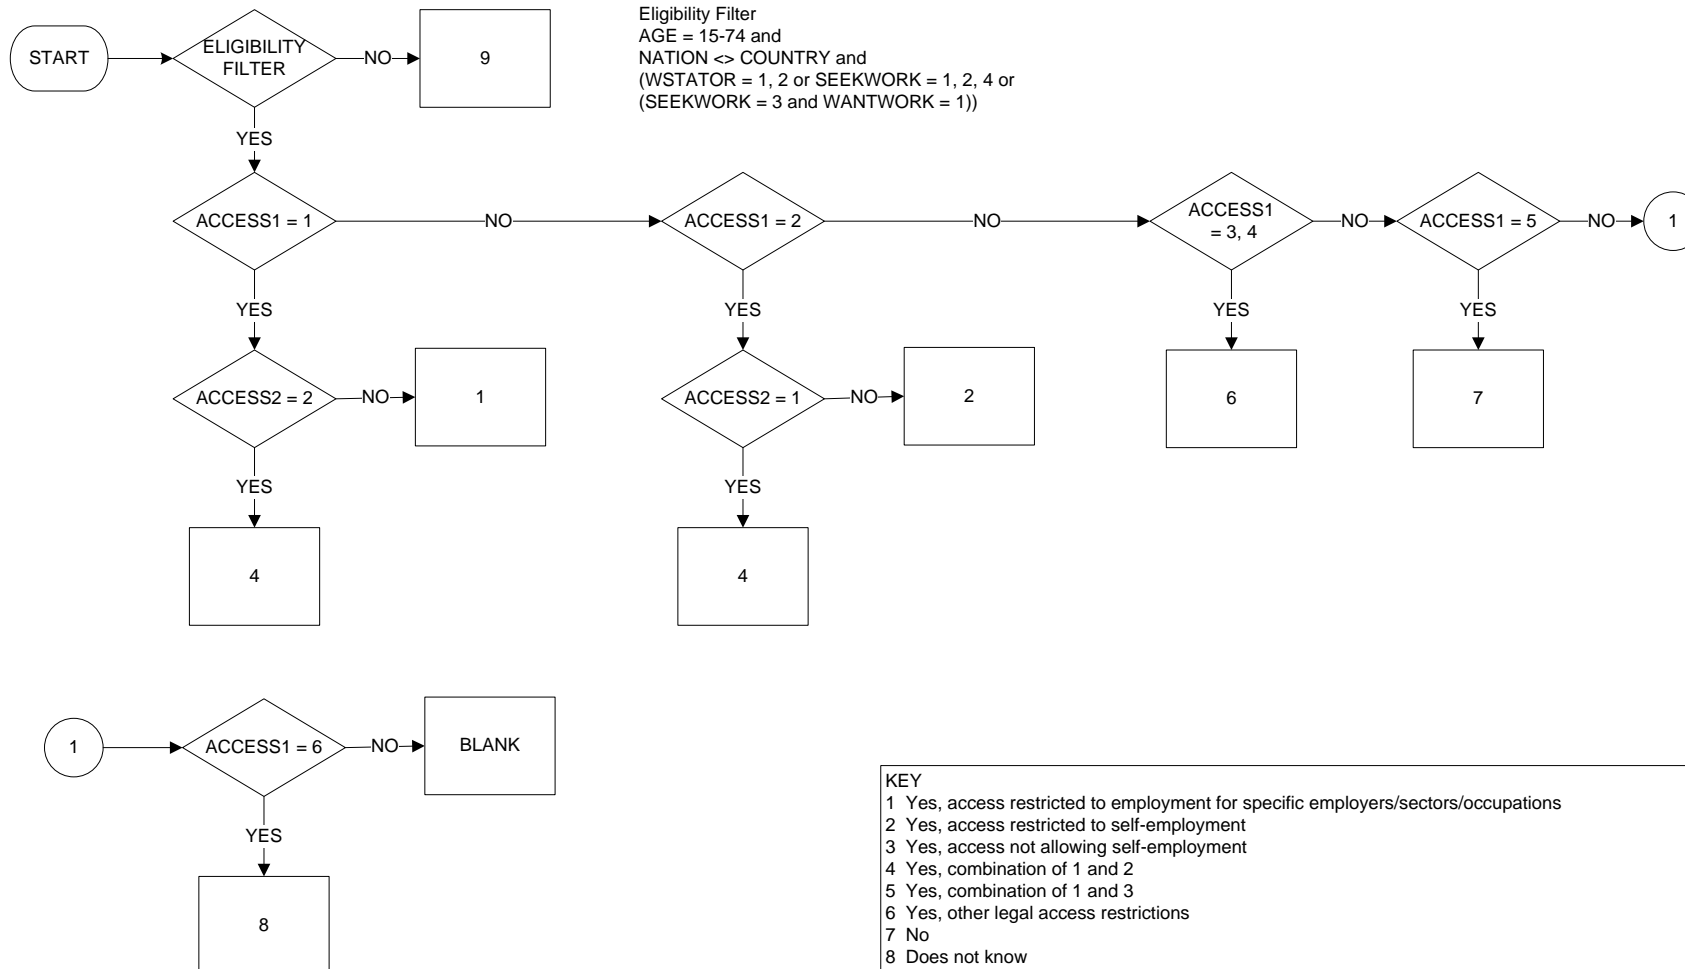 Eligibility Filter
AGE = 15-74 and
NATION <> COUNTRY and
(WSTATOR = 1, 2 or SEEKWORK = 1, 2, 4 or
(SEEKWORK = 3 and WANTWORK = 1))
START
ELIGIBILITY
FILTER
NO
9
YES
ACCESS1 = 1
NO
ACCESS1 = 2
NO
ACCESS1
= 3, 4
NO
ACCESS1 = 5
NO
1
YES
YES
YES
YES
ACCESS2 = 2
NO
1
ACCESS2 = 1
NO
2
6
7
YES
YES
4
4
1
ACCESS1 = 6
NO
BLANK
YES
8
KEY
1 Yes, access restricted to employment for specific employers/sectors/occupations
2 Yes, access restricted to self-employment
3 Yes, access not allowing self-employment
4 Yes, combination of 1 and 2
5 Yes, combination of 1 and 3
6 Yes, other legal access restrictions
7 No
8 Does not know